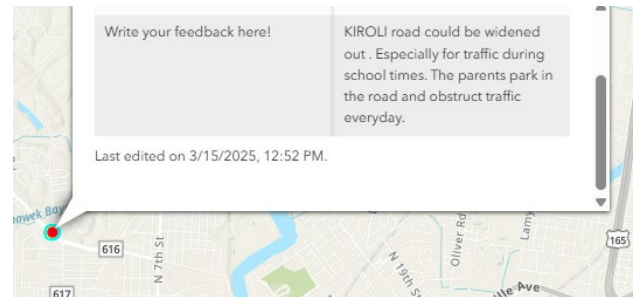 Write your feedback here!
KIROLI road could be widened
out . Especially for traffic during
school times. The parents park in
the road and obstruct traffic
everyday.
Last edited on 3/15/2025, 12:52 PM.
616
N 7th St
617
N 19th St
Oliver Rd
165